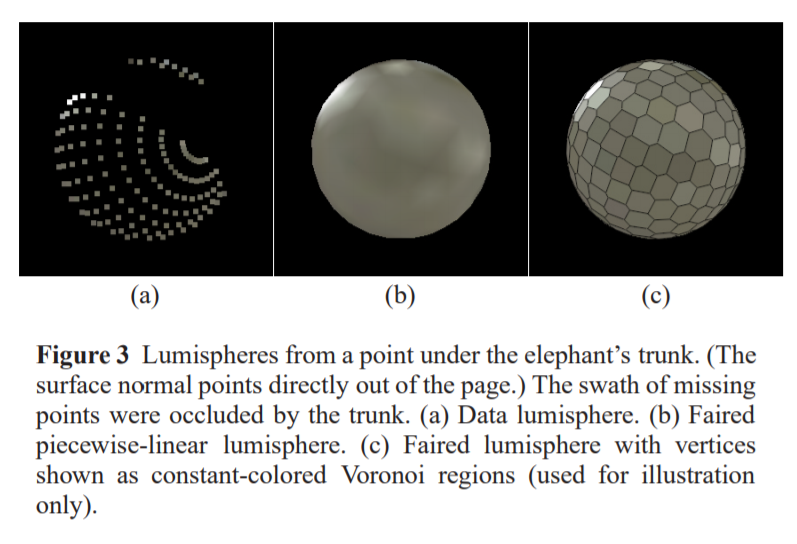 (a)
(b)
(c)
Figure 3 Lumispheres from a point under the elephant's trunk. (The
surface normal points directly out of the page.) The swath of missing
points were occluded by the trunk. (a) Data lumisphere. (b) Faired
piecewise-linear lumisphere. (c) Faired lumisphere with vertices
shown as constant-colored Voronoi regions (used for illustration
only).